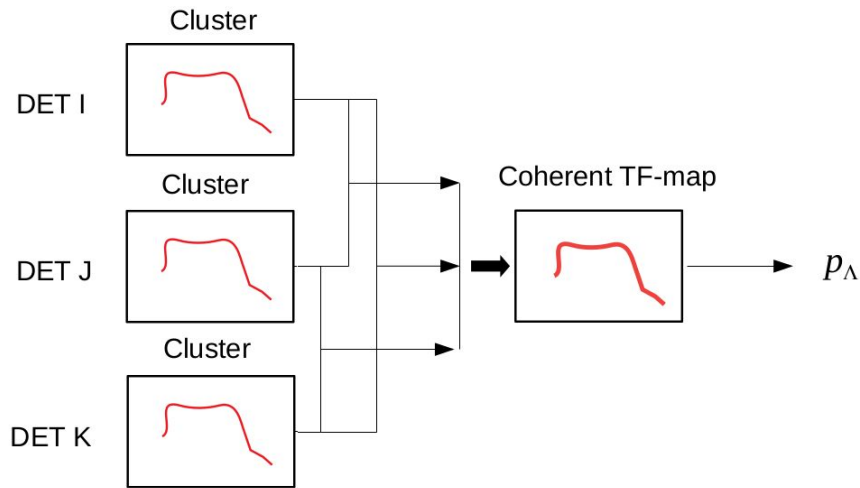 Cluster
DET I
Cluster
Coherent TF-map
DET J
p_Λ
Cluster
DET K